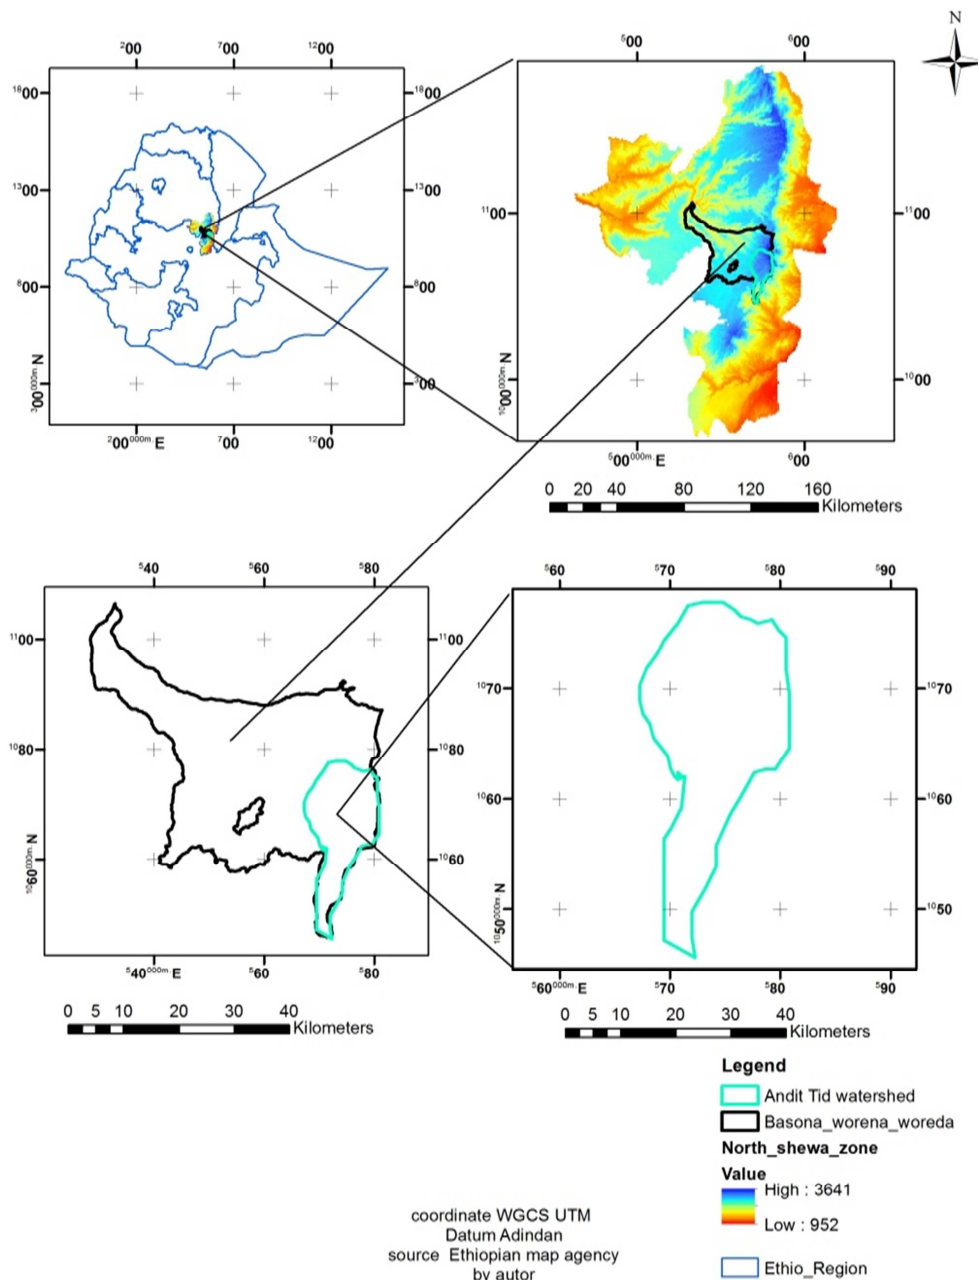 N
200 700 1200
1800 1800
1300 1300
800 800
300000m. N 300
200000m. E 700 1200
500 600
1100 1100
1000000m. N 1000
500000m. E 600
0 20 40 80 120 160
Kilometers
540 560 580
1100 1100
1080 1080
1060000m. N 1060
540000m. E 560 580
0 5 10 20 30 40
Kilometers
560 570 580 590
1070 1070
1060 1060
1050000m. N 1050
560000m. E 570 580 590
0 5 10 20 30 40
Kilometers
Legend
Andit Tid watershed
Basona_worena_woreda
North_shewa_zone
Value
High : 3641
Low : 952
Ethio_Region
coordinate WGCS UTM
Datum Adindan
source Ethiopian map agency
by autor